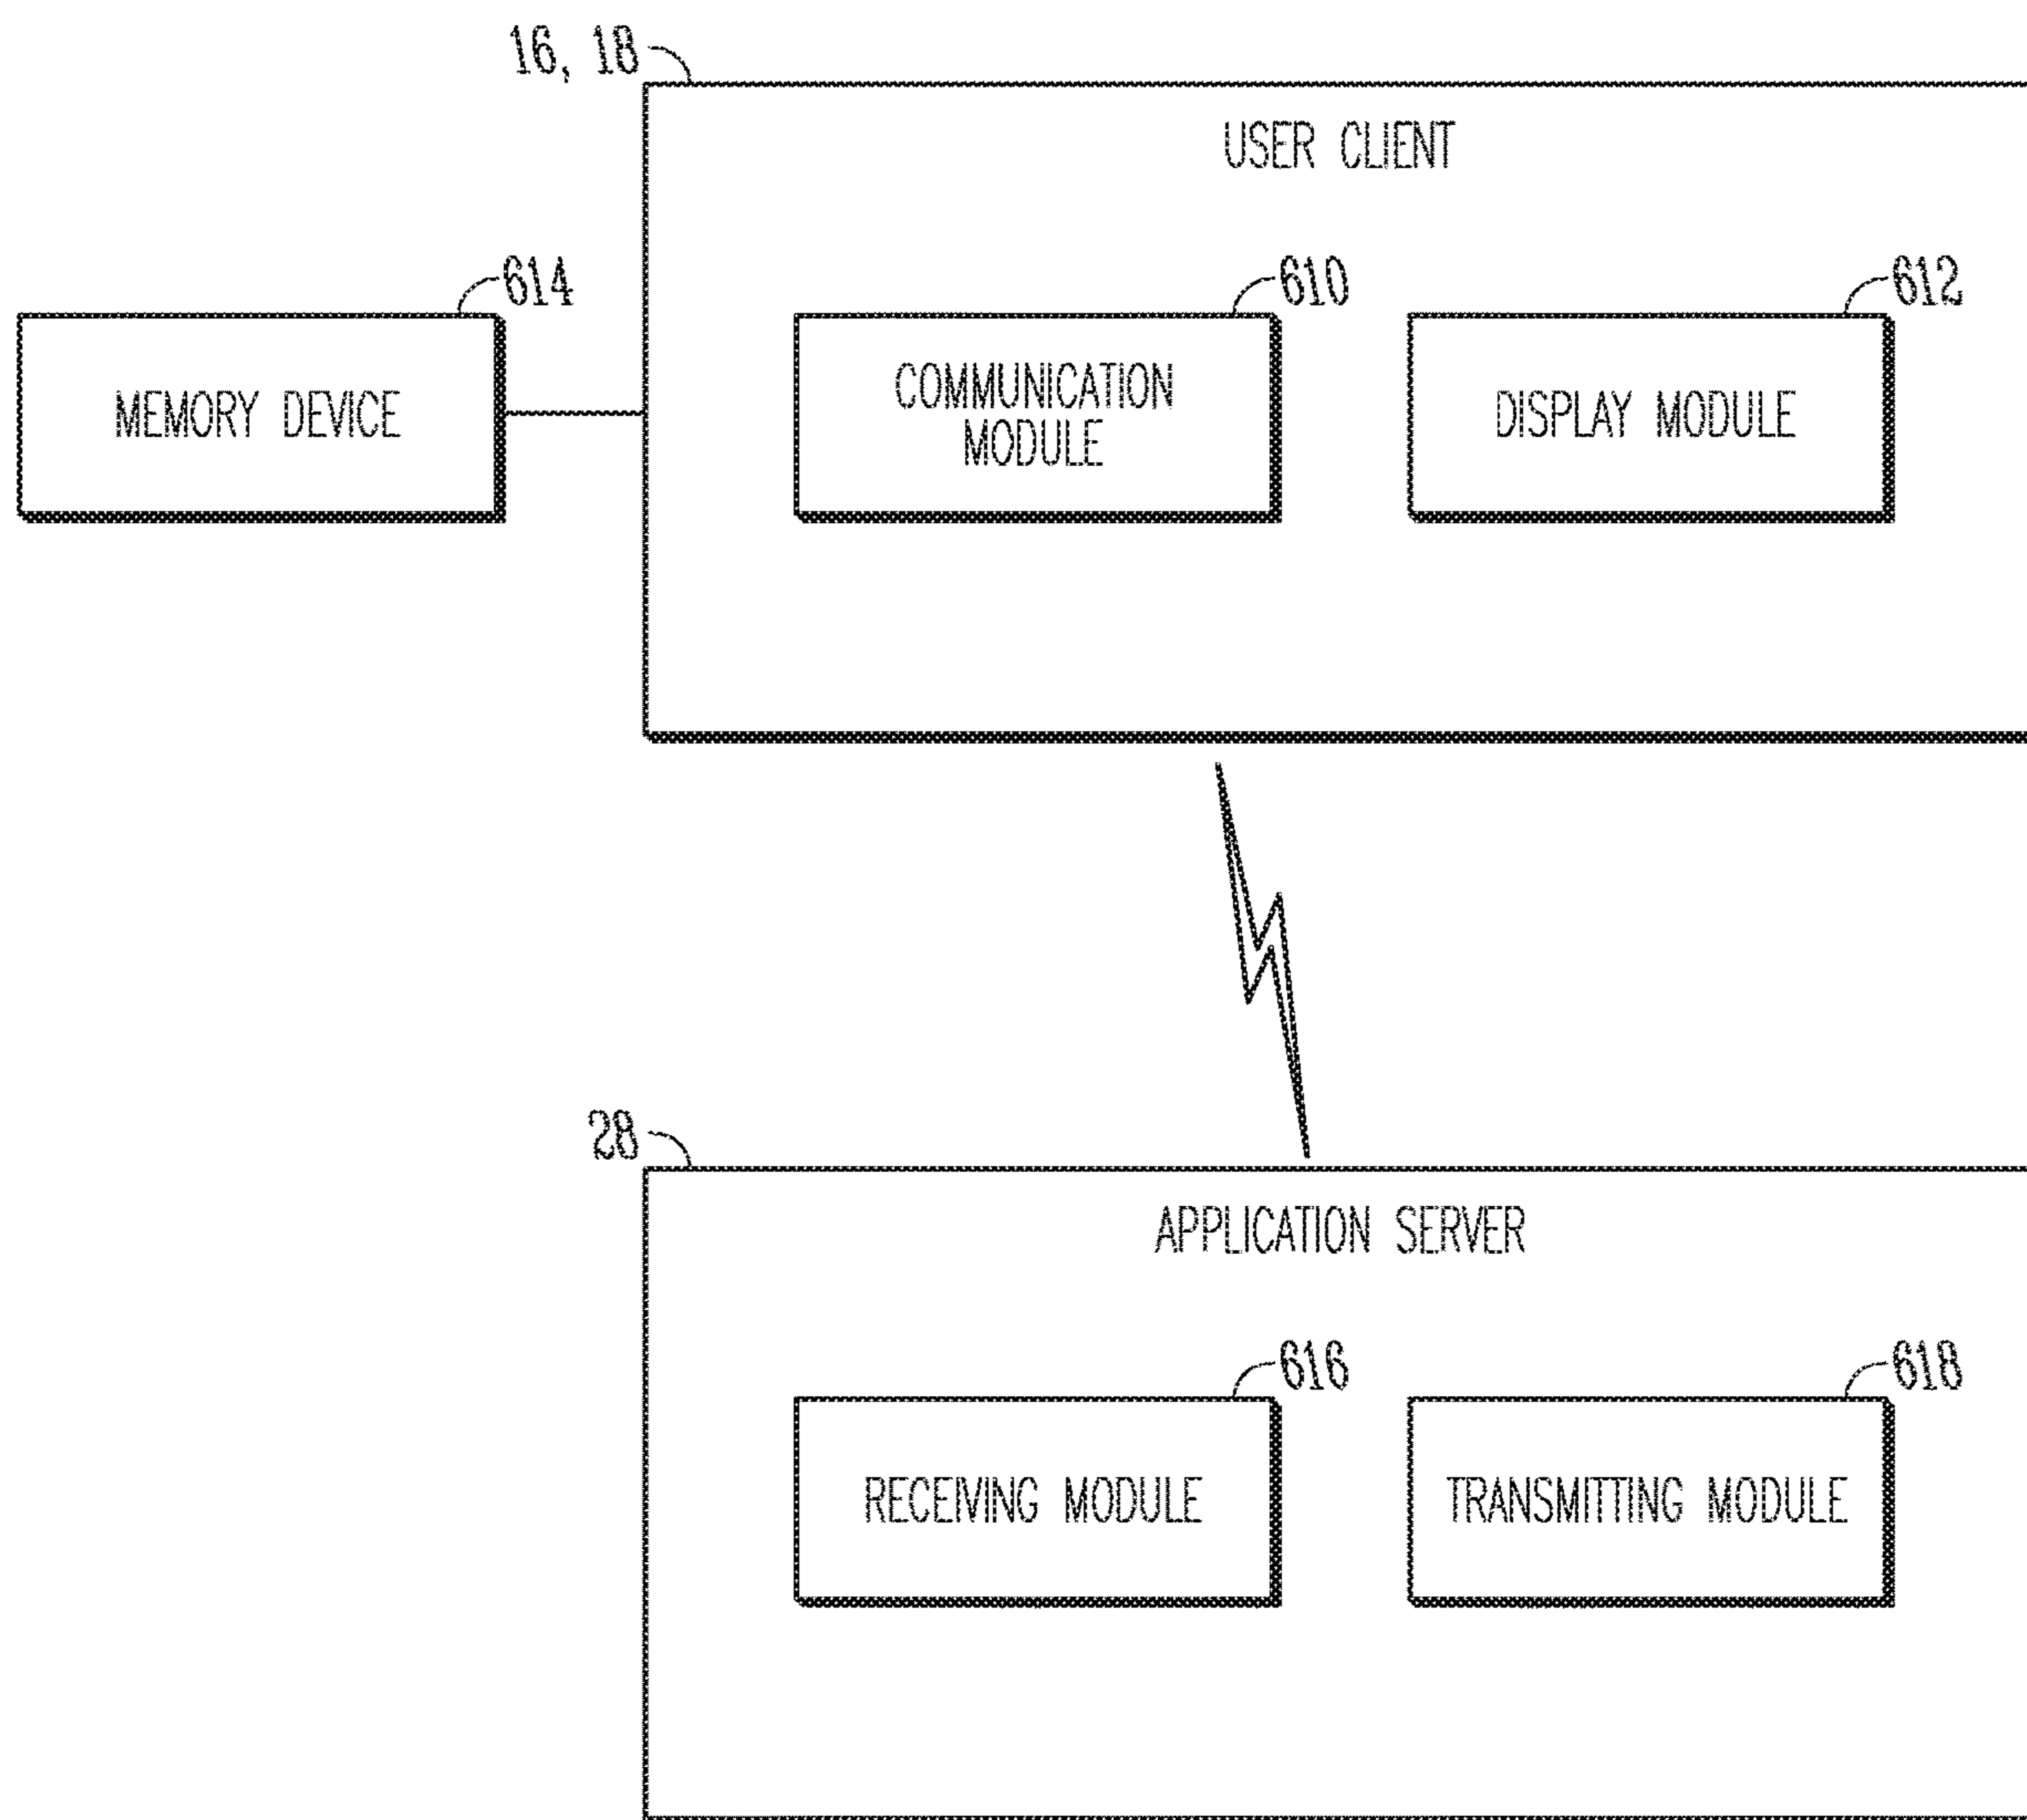 16, 18
USER CLIENT
614
610
612
MEMORY DEVICE
COMMUNICATION
MODULE
DISPLAY MODULE
28
APPLICATION SERVER
616
618
RECEIVING MODULE
TRANSMITTING MODULE